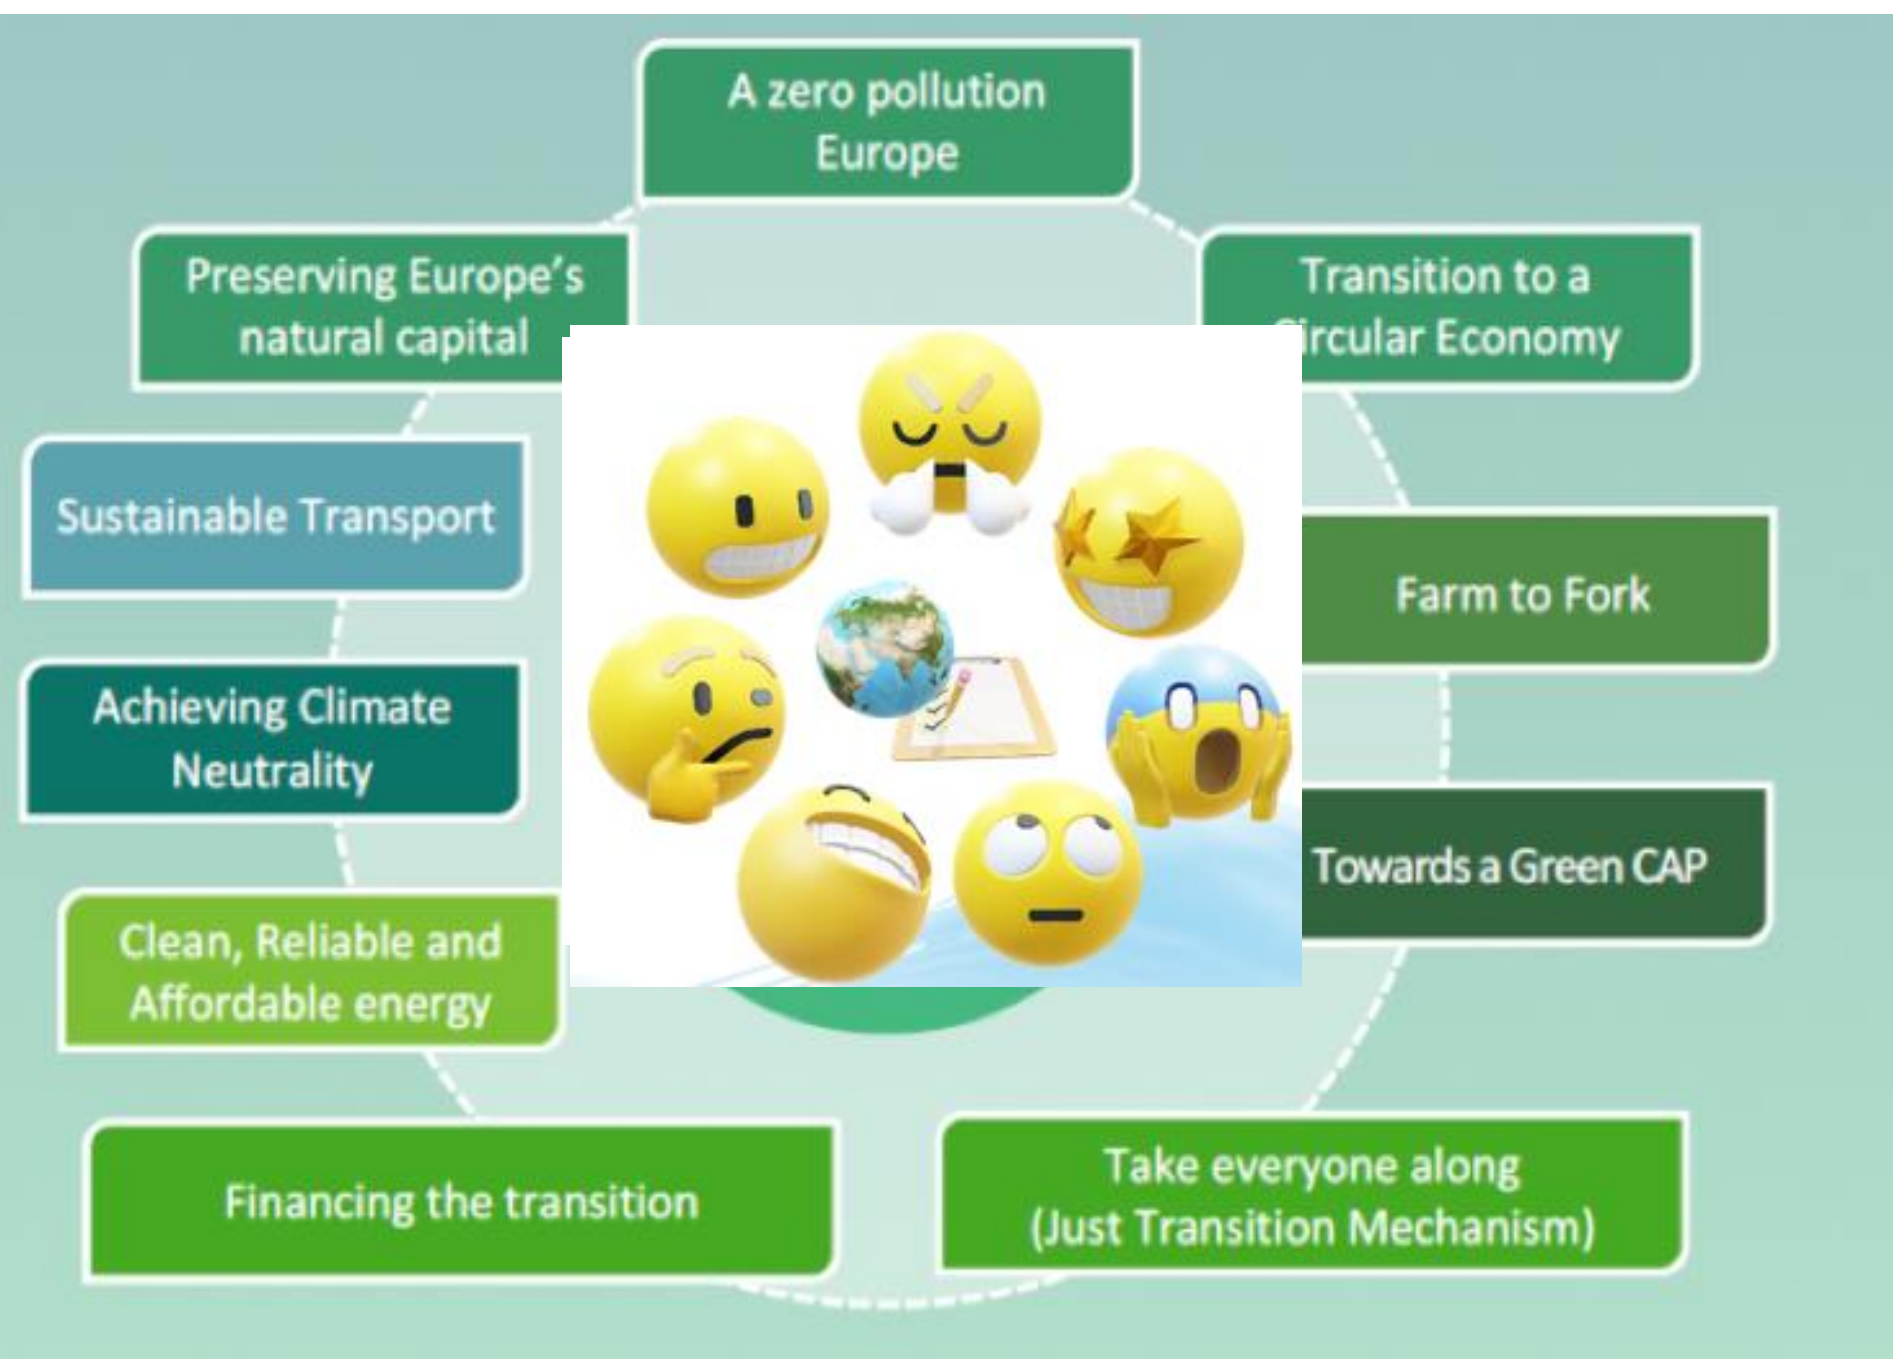 A zero pollution
Europe
Preserving Europe's
natural capital
Transition to a
Circular Economy
Sustainable Transport
Farm to Fork
Achieving Climate
Neutrality
Towards a Green CAP
Clean, Reliable and
Affordable energy
Financing the transition
Take everyone along
(Just Transition Mechanism)